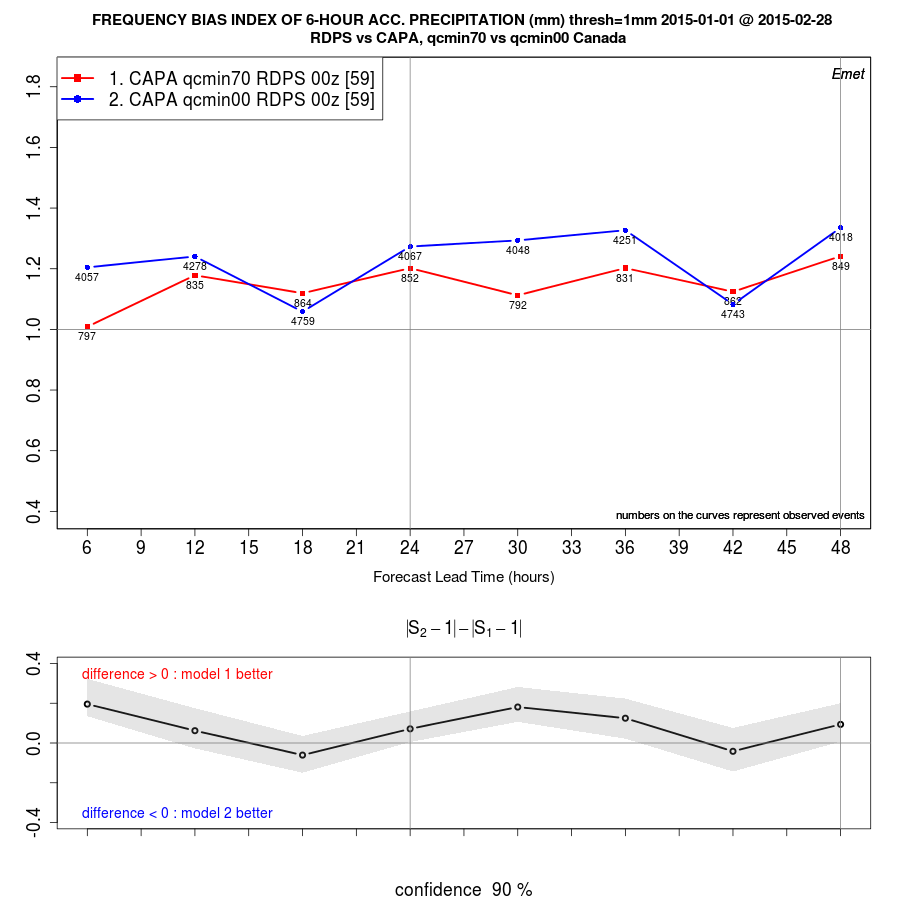 FREQUENCY BIAS INDEX OF 6-HOUR ACC. PRECIPITATION (mm) thresh=1mm 2015-01-01 @ 2015-02-28
RDPS vs CAPA, qcmin70 vs qcmin00 Canada
1. CAPA qcmin70 RDPS 00z [59]
2. CAPA qcmin00 RDPS 00z [59]
Emet
1.8
1.6
1.4
1.2
1.0
0.8
0.6
0.4
4057
4278
4759
4067
4048
4251
4743
4018
797
835
864
852
792
831
862
849
numbers on the curves represent observed events
6 9 12 15 18 21 24 27 30 33 36 39 42 45 48
Forecast Lead Time (hours)
|S₂ − 1| − |S₁ − 1|
0.4
0.0
-0.4
difference > 0 : model 1 better
difference < 0 : model 2 better
confidence 90 %